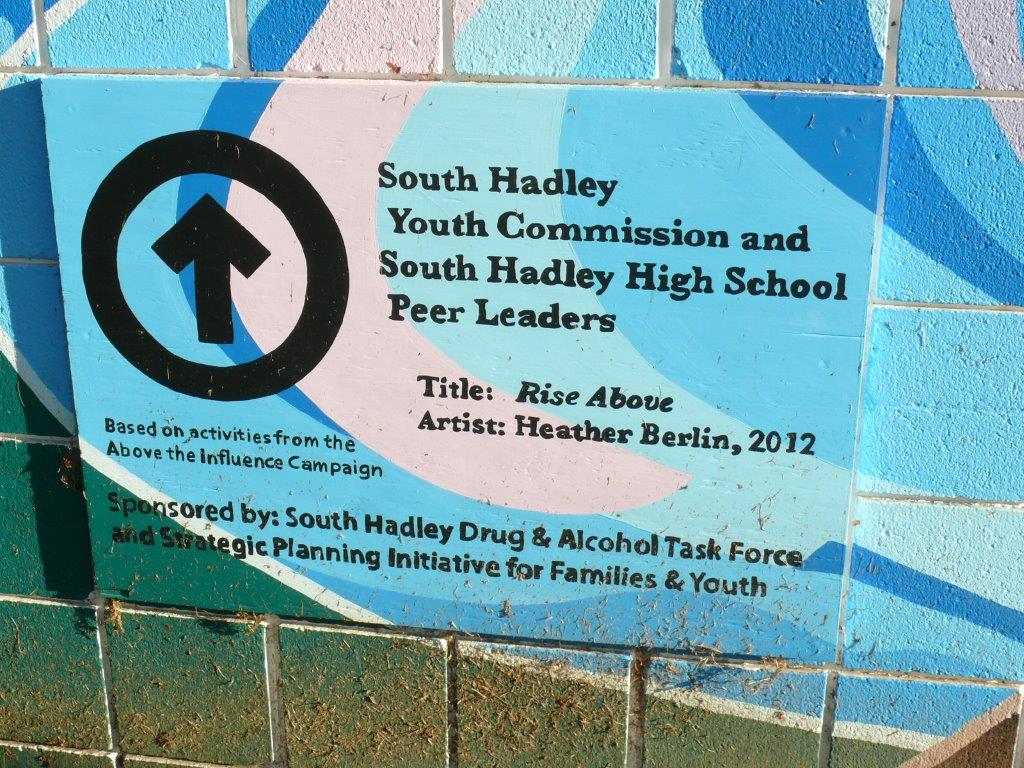 South Hadley
Youth Commission and
South Hadley High School
Peer Leaders
Title: Rise Above
Artist: Heather Berlin, 2012
Based on activities from the
Above the Influence Campaign
Sponsored by: South Hadley Drug & Alcohol Task Force
and Strategic Planning Initiative for Families & Youth